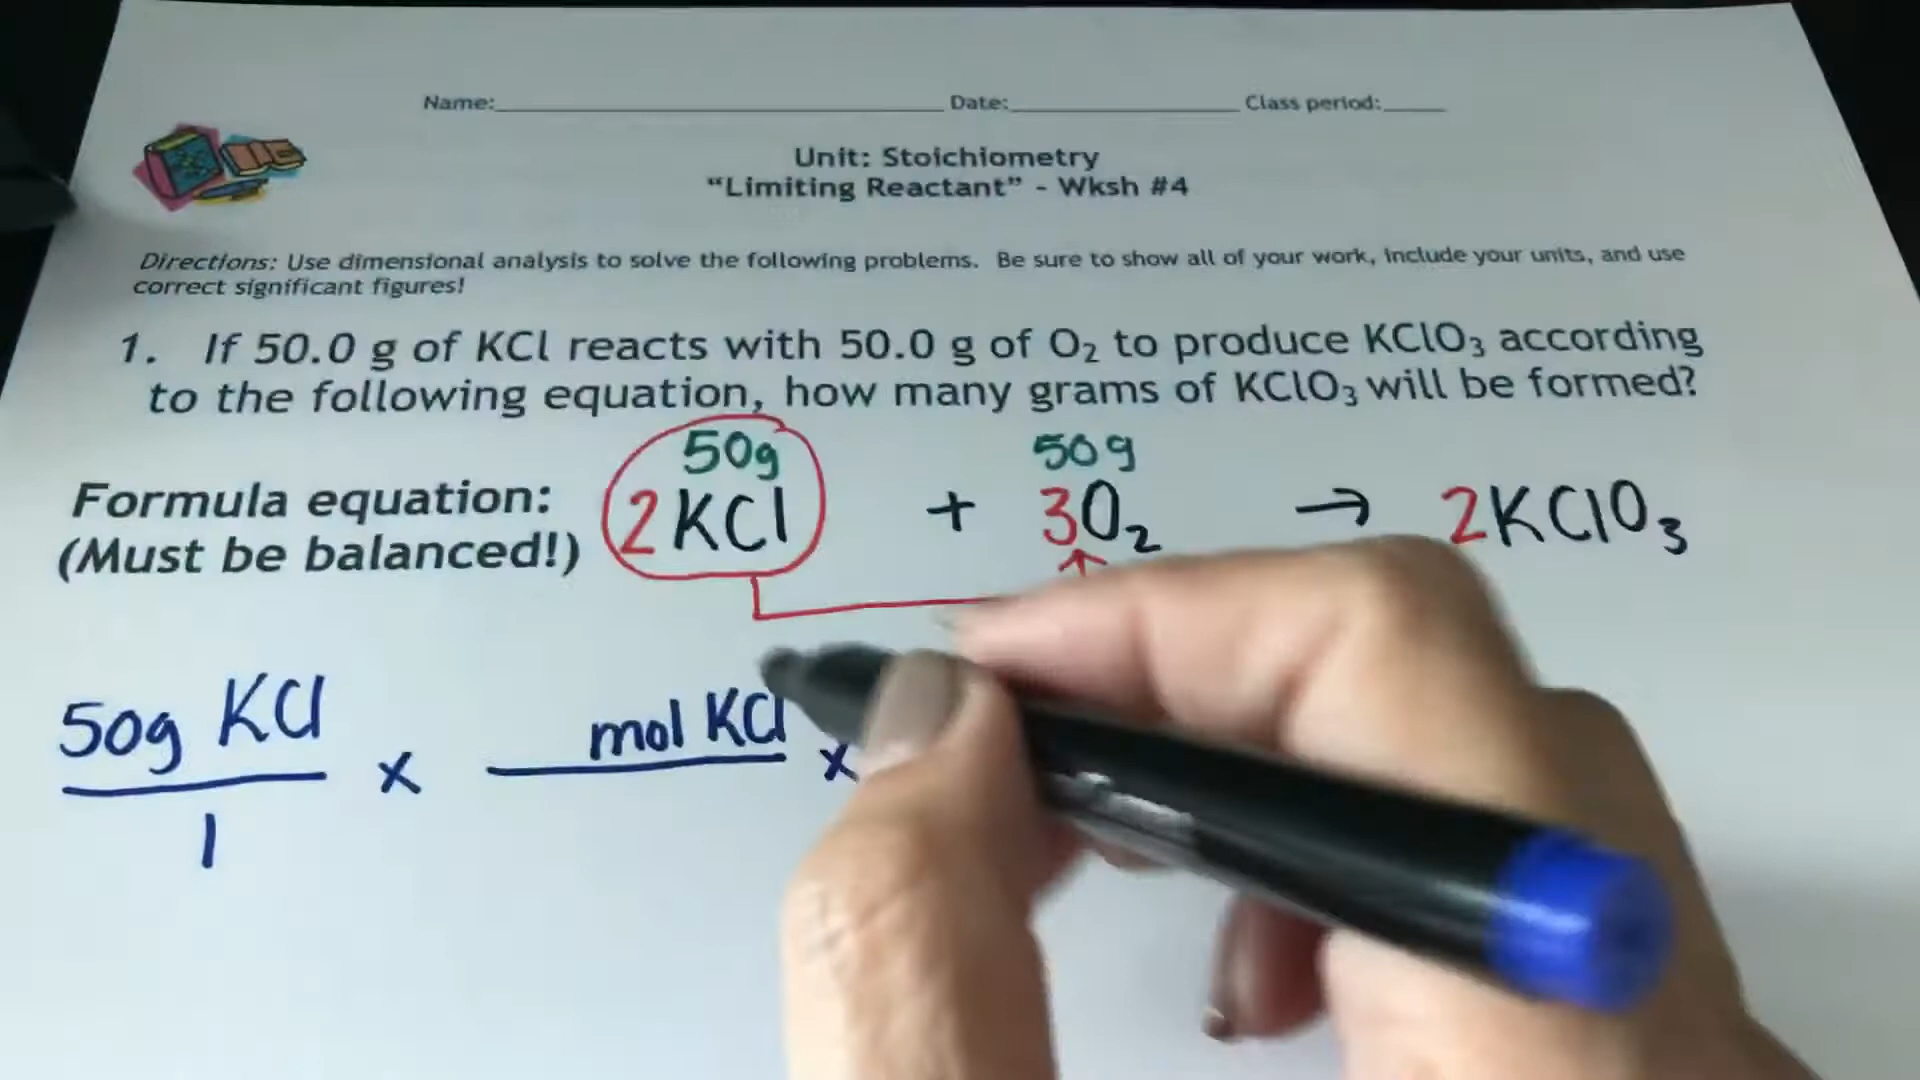 Name:____________ Date:____________ Class period:_____
Unit: Stoichiometry
“Limiting Reactant” - Wksh #4
Directions: Use dimensional analysis to solve the following problems. Be sure to show all of your work, include your units, and use
correct significant figures!
1. If 50.0 g of KCl reacts with 50.0 g of O₂ to produce KClO₃ according
to the following equation, how many grams of KClO₃ will be formed?
50g 50g
Formula equation: 2KCl + 3O₂ → 2KClO₃
(Must be balanced!)
50g KCl x mol KCl x
1